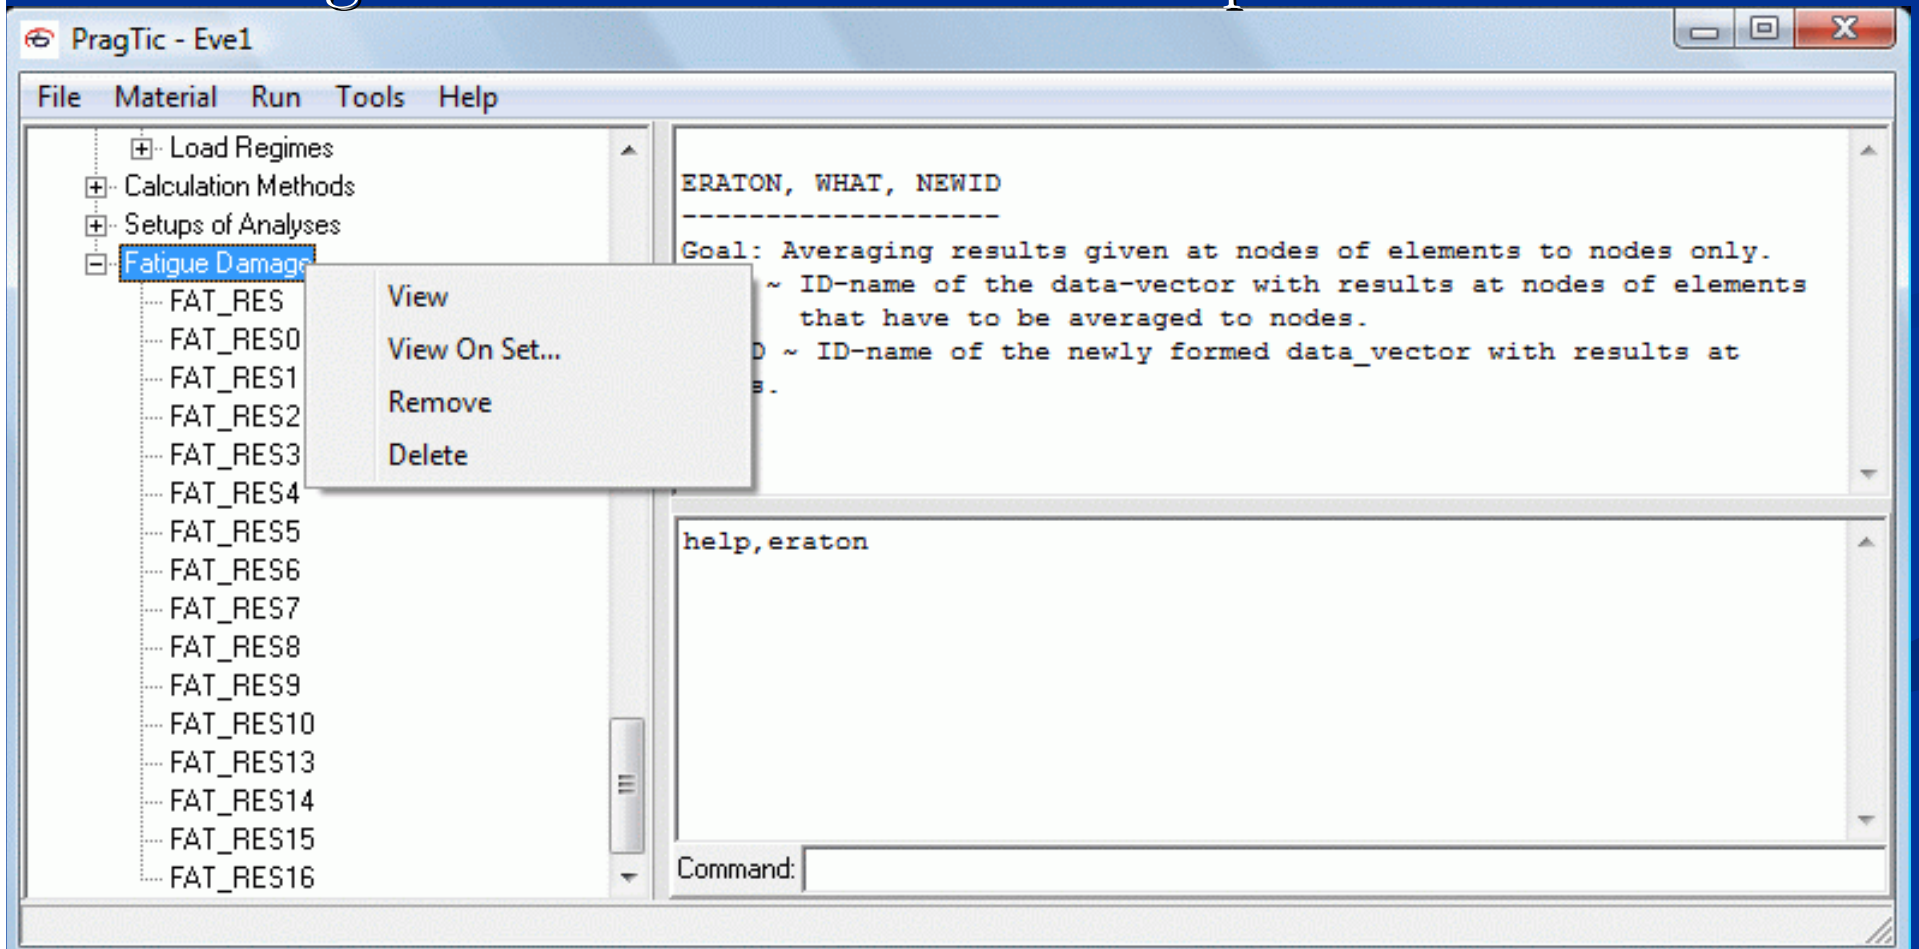 PragTic - Eve1
File Material Run Tools Help
Load Regimes
Calculation Methods
Setups of Analyses
Fatigue Damage
FAT_RES
FAT_RES0
FAT_RES1
FAT_RES2
FAT_RES3
FAT_RES4
FAT_RES5
FAT_RES6
FAT_RES7
FAT_RES8
FAT_RES9
FAT_RES10
FAT_RES13
FAT_RES14
FAT_RES15
FAT_RES16
View
View On Set...
Remove
Delete
ERATON, WHAT, NEWID
-------------------
Goal: Averaging results given at nodes of elements to nodes only.
~ ID-name of the data-vector with results at nodes of elements
that have to be averaged to nodes.
D ~ ID-name of the newly formed data_vector with results at
s.
help,eraton
Command: